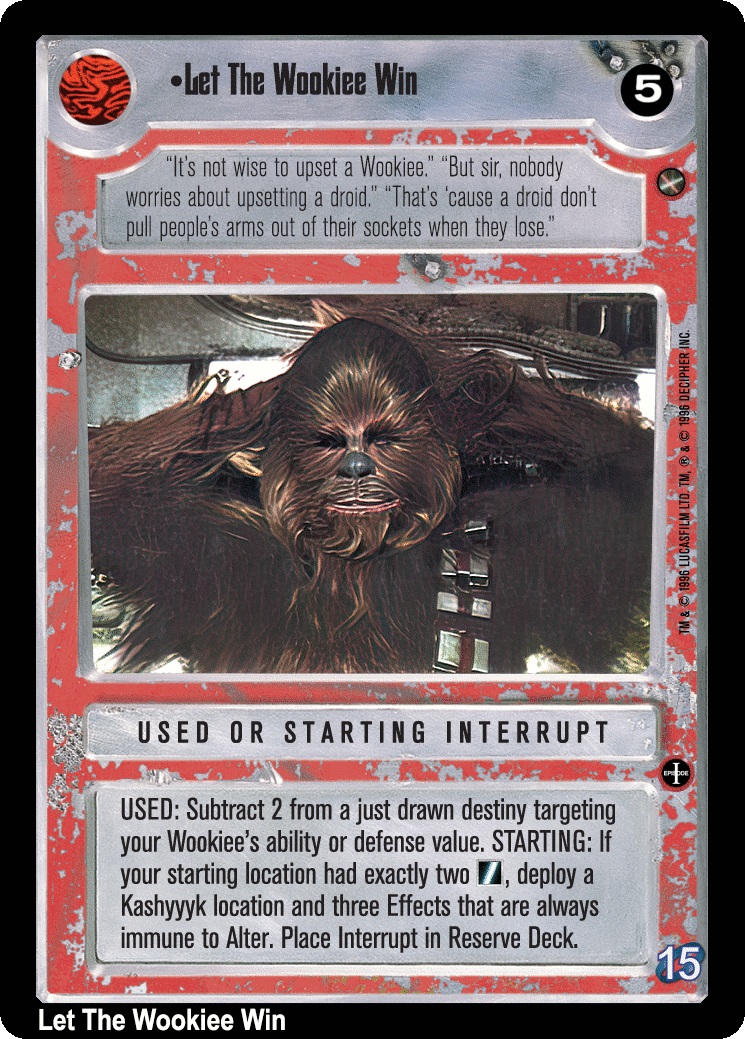 •Let The Wookiee Win
5
“It’s not wise to upset a Wookiee.” “But sir, nobody
worries about upsetting a droid.” “That’s ‘cause a droid don’t
pull people’s arms out of their sockets when they lose.”
TM & © 1996 LUCASFILM LTD. TM, ® & © 1996 DECIPHER INC.
USED OR STARTING INTERRUPT
EPISODE
I
USED: Subtract 2 from a just drawn destiny targeting
your Wookiee’s ability or defense value. STARTING: If
your starting location had exactly two , deploy a
Kashyyyk location and three Effects that are always
immune to Alter. Place Interrupt in Reserve Deck.
15
Let The Wookiee Win